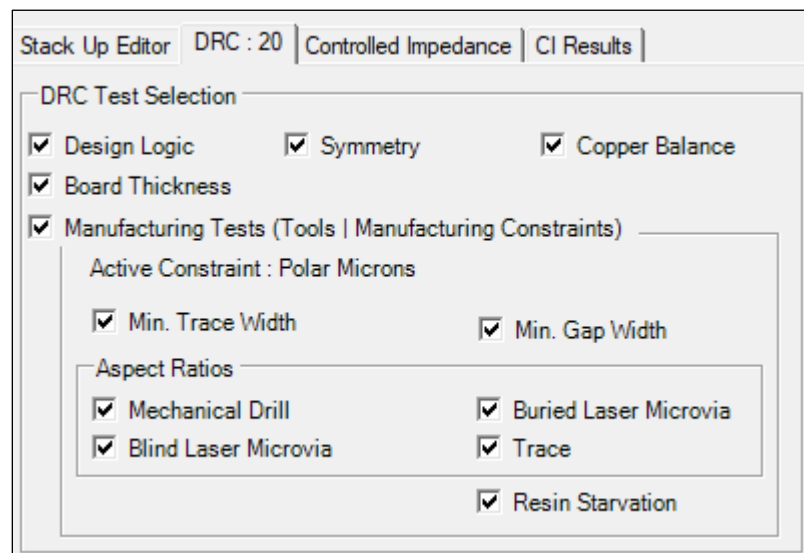 Stack Up Editor DRC : 20 Controlled Impedance CI Results
DRC Test Selection
Design Logic Symmetry Copper Balance
Board Thickness
Manufacturing Tests (Tools | Manufacturing Constraints)
Active Constraint : Polar Microns
Min. Trace Width Min. Gap Width
Aspect Ratios
Mechanical Drill Buried Laser Microvia
Blind Laser Microvia Trace
Resin Starvation